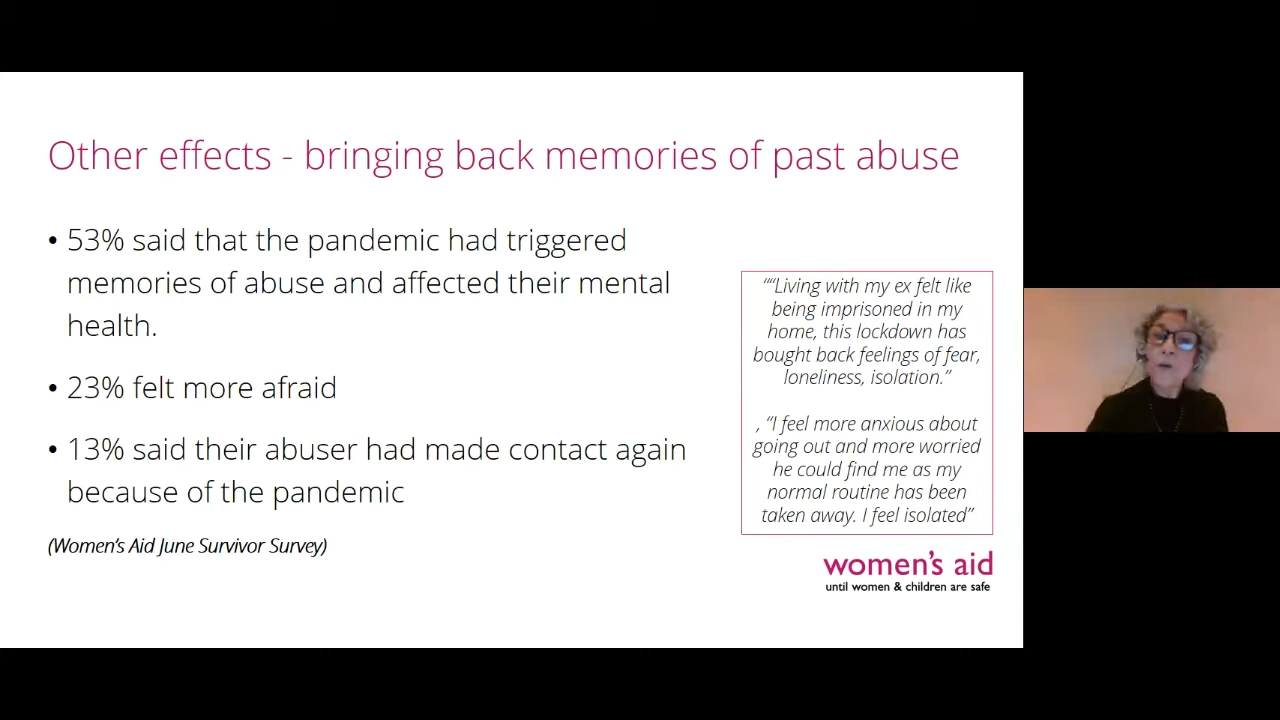 Other effects - bringing back memories of past abuse
• 53% said that the pandemic had triggered
memories of abuse and affected their mental
health.
• 23% felt more afraid
• 13% said their abuser had made contact again
because of the pandemic
(Women’s Aid June Survivor Survey)
““Living with my ex felt like
being imprisoned in my
home, this lockdown has
bought back feelings of fear,
loneliness, isolation.”
, “I feel more anxious about
going out and more worried
he could find me as my
normal routine has been
taken away. I feel isolated”
women’s aid
until women & children are safe